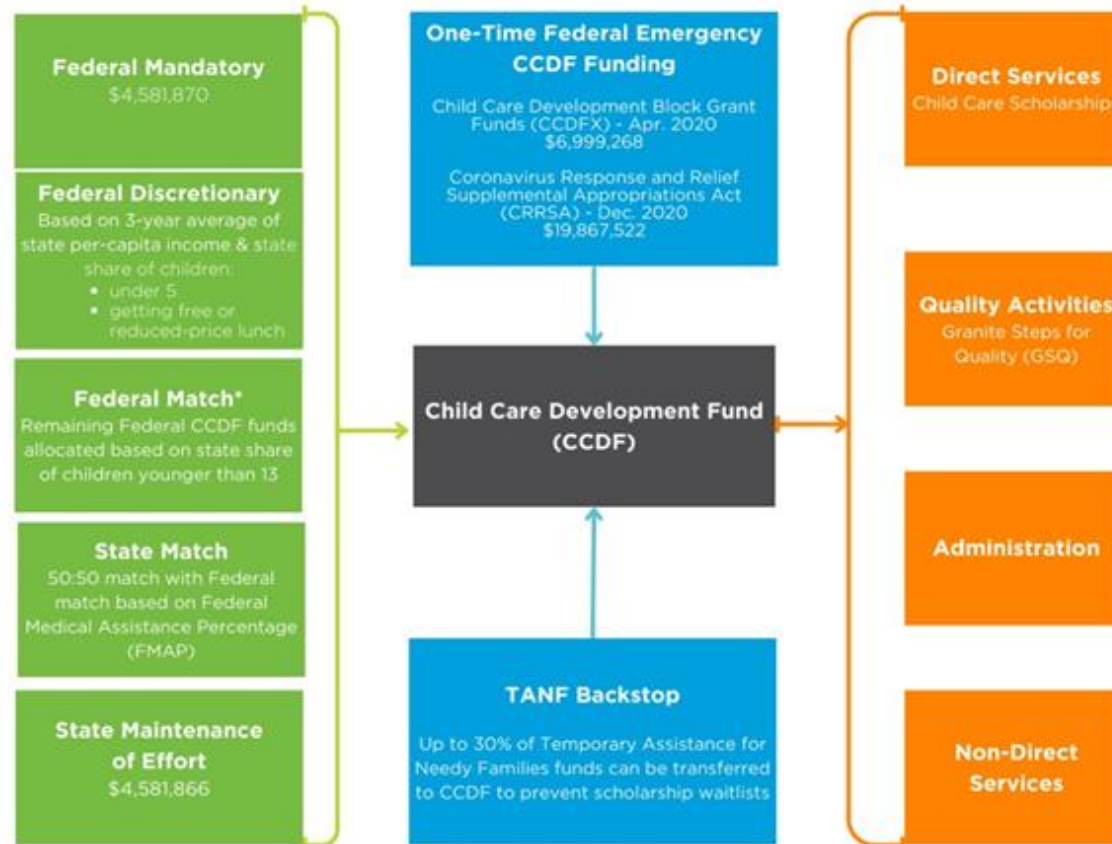 Federal Mandatory
$4,581,870
Federal Discretionary
Based on 3-year average of
state per-capita income & state
share of children:
• under 5
• getting free or
reduced-price lunch
Federal Match*
Remaining Federal CCDF funds
allocated based on state share
of children younger than 13
State Match
50:50 match with Federal
match based on Federal
Medical Assistance Percentage
(FMAP)
State Maintenance
of Effort
$4,581,866
One-Time Federal Emergency
CCDF Funding
Child Care Development Block Grant
Funds (CCDFX) - Apr. 2020
$6,999,268
Coronavirus Response and Relief
Supplemental Appropriations Act
(CRRSA) - Dec. 2020
$19,867,522
Child Care Development Fund
(CCDF)
TANF Backstop
Up to 30% of Temporary Assistance for
Needy Families funds can be transferred
to CCDF to prevent scholarship waitlists
Direct Services
Child Care Scholarship
Quality Activities
Granite Steps for
Quality (GSQ)
Administration
Non-Direct
Services